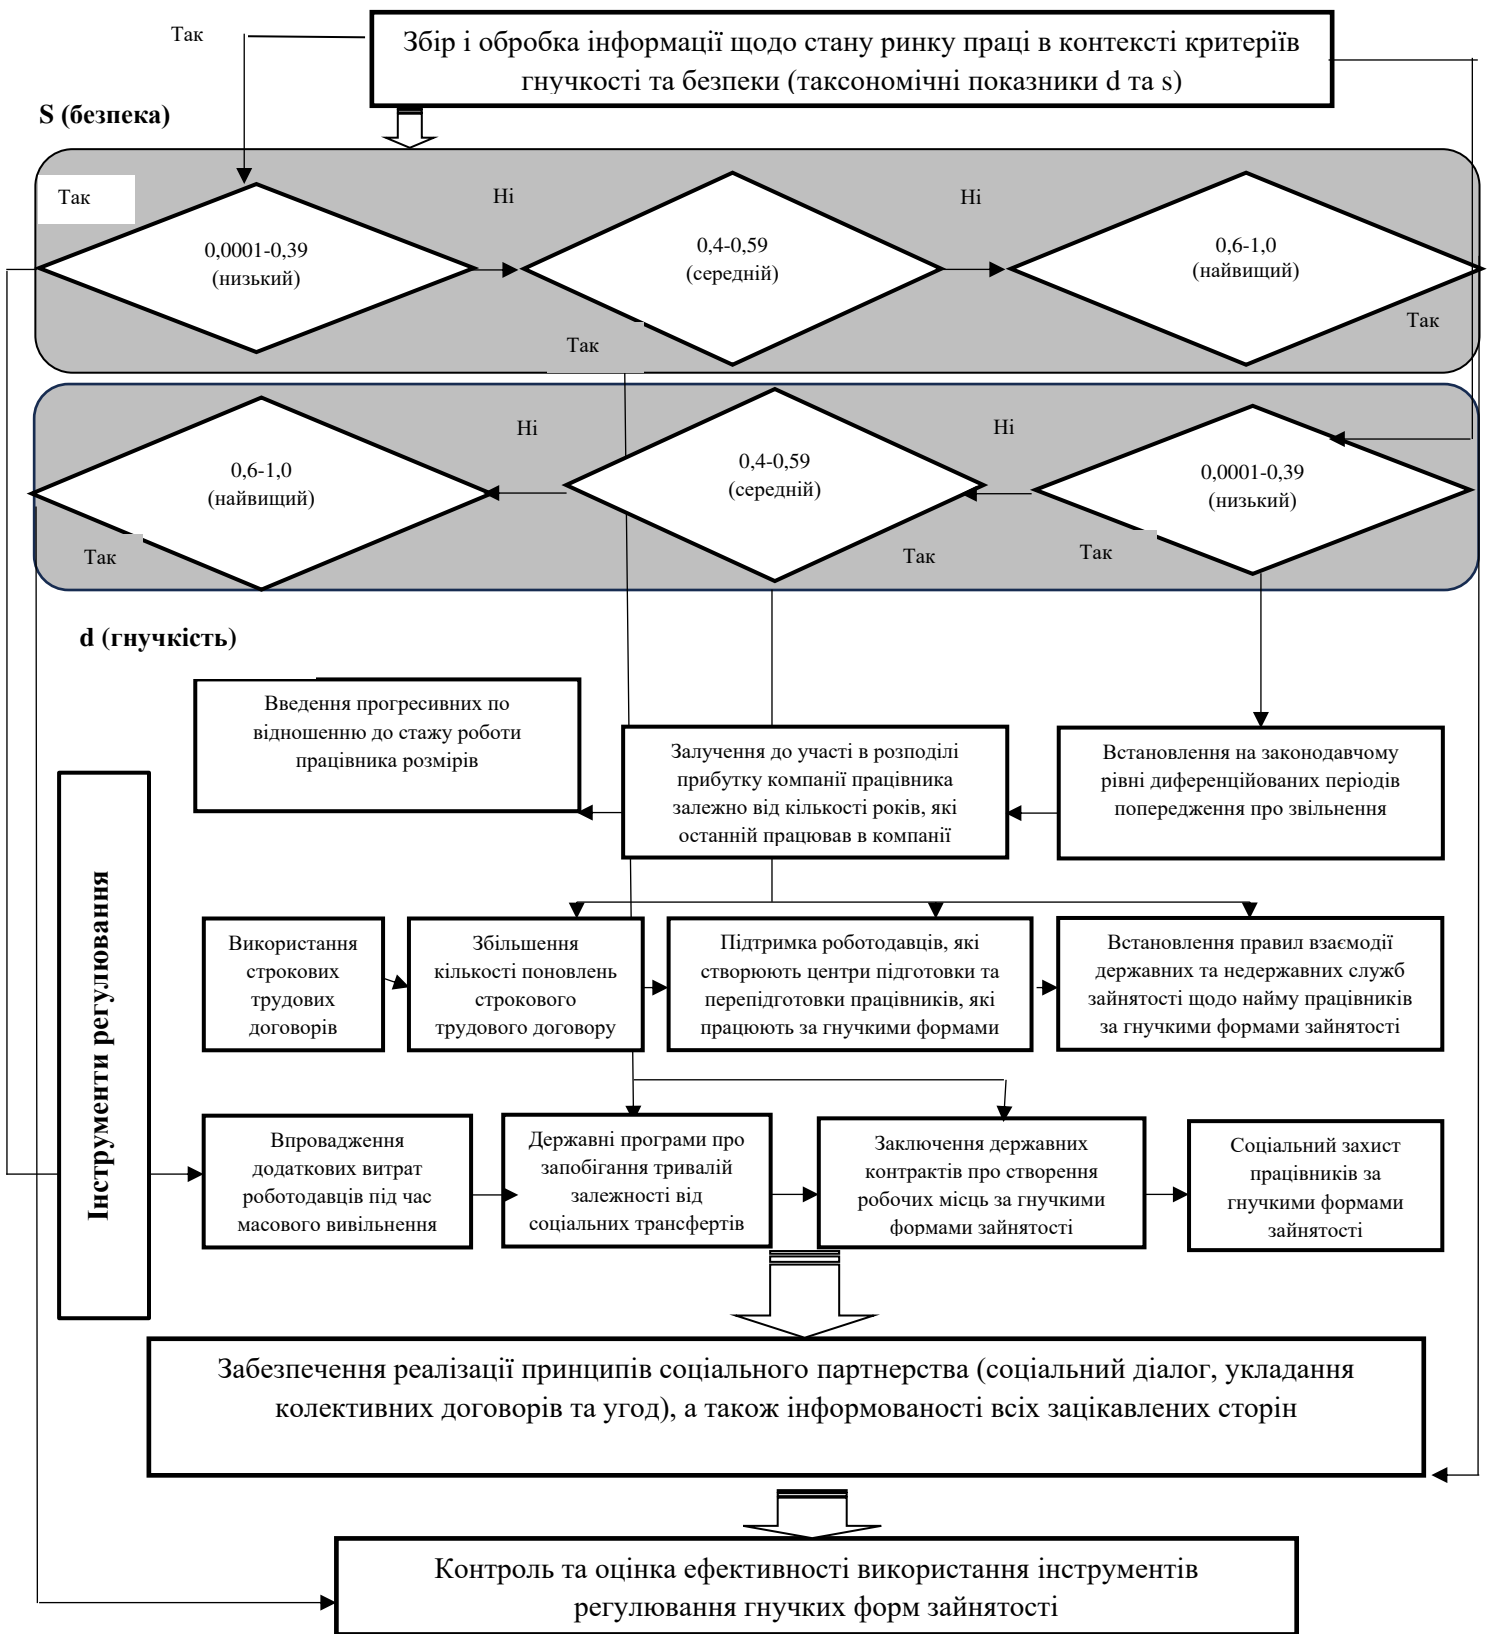 Так
Збір і обробка інформації щодо стану ринку праці в контексті критеріїв
гнучкості та безпеки (таксономічні показники d та s)
S (безпека)
Так
Ні
Ні
0,0001-0,39
(низький)
0,4-0,59
(середній)
0,6-1,0
(найвищий)
Так
Так
Ні
Ні
0,6-1,0
(найвищий)
0,4-0,59
(середній)
0,0001-0,39
(низький)
Так
Так
Так
d (гнучкість)
Введення прогресивних по
відношенню до стажу роботи
працівника розмірів
Залучення до участі в розподілі
прибутку компанії працівника
залежно від кількості років, які
останній працював в компанії
Встановлення на законодавчому
рівні диференційованих періодів
попередження про звільнення
Інструменти регулювання
Використання
строкових
трудових
договорів
Збільшення
кількості поновлень
строкового
трудового договору
Підтримка роботодавців, які
створюють центри підготовки та
перепідготовки працівників, які
працюють за гнучкими формами
Встановлення правил взаємодії
державних та недержавних служб
зайнятості щодо найму працівників
за гнучкими формами зайнятості
Впровадження
додаткових витрат
роботодавців під час
масового вивільнення
Державні програми про
запобігання тривалій
залежності від
соціальних трансфертів
Заключення державних
контрактів про створення
робочих місць за гнучкими
формами зайнятості
Соціальний захист
працівників за
гнучкими формами
зайнятості
Забезпечення реалізації принципів соціального партнерства (соціальний діалог, укладання
колективних договорів та угод), а також інформованості всіх зацікавлених сторін
Контроль та оцінка ефективності використання інструментів
регулювання гнучких форм зайнятості